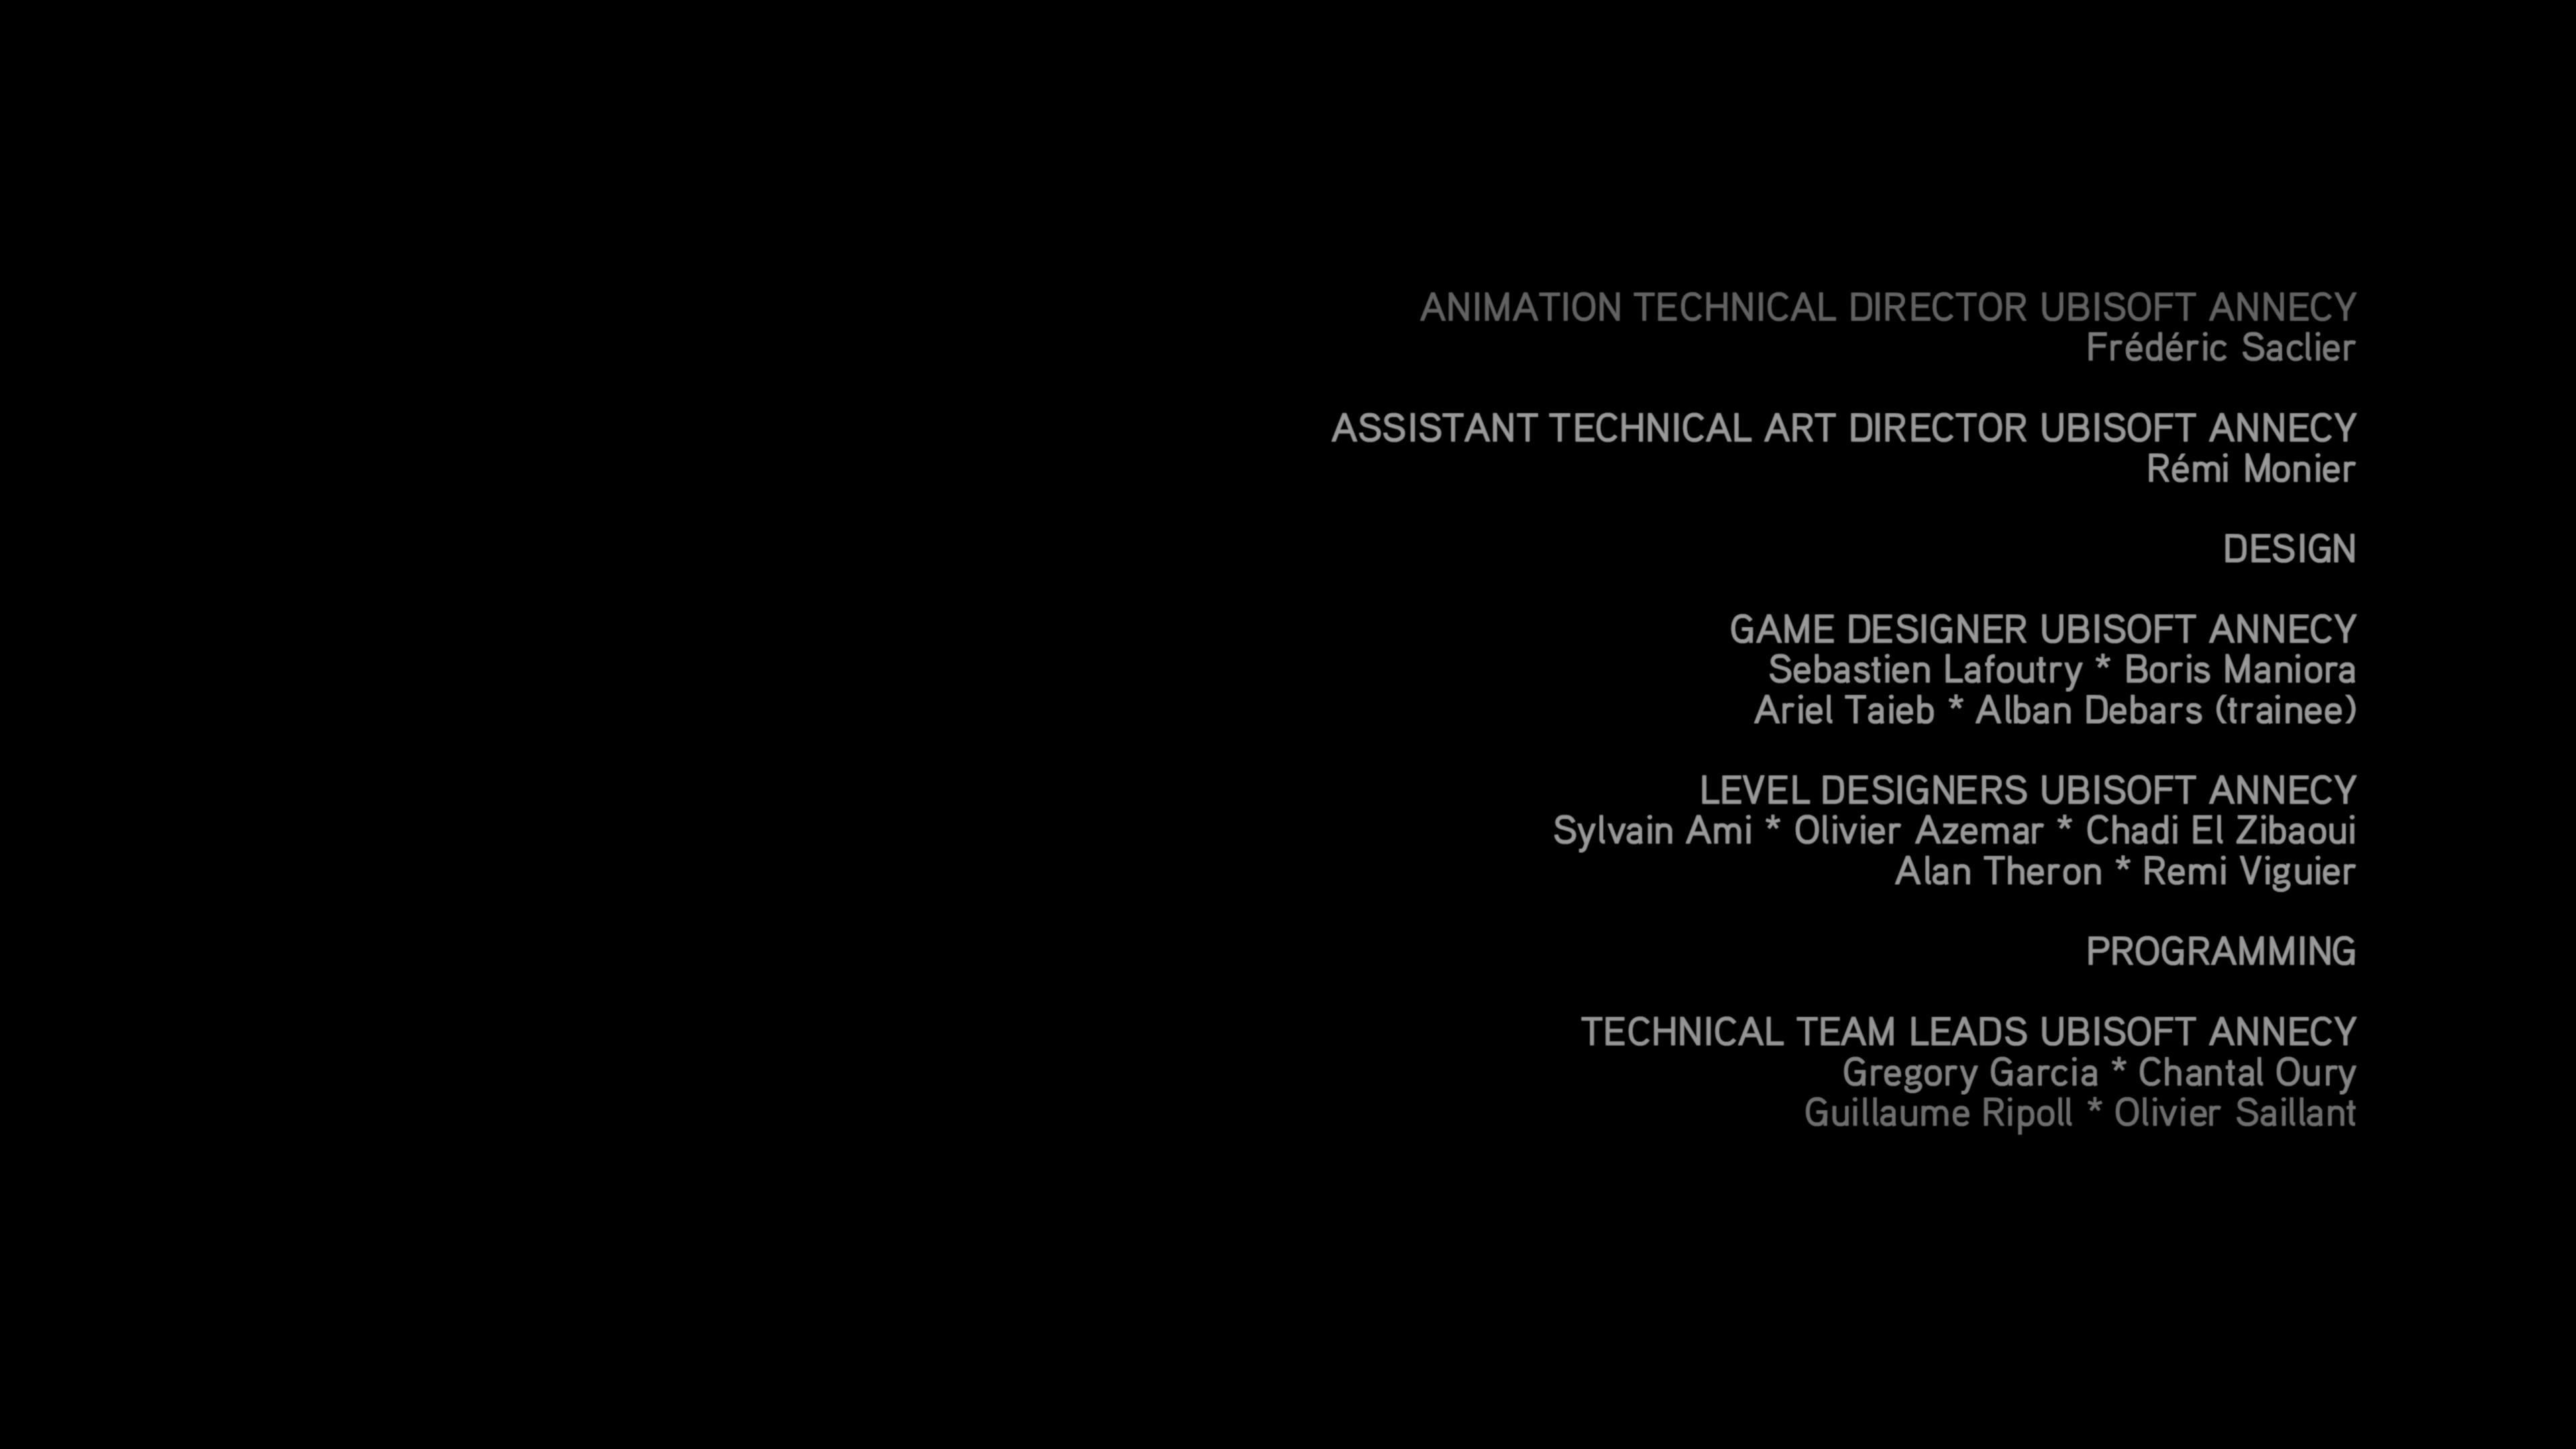 ANIMATION TECHNICAL DIRECTOR UBISOFT ANNECY
Frédéric Saclier
ASSISTANT TECHNICAL ART DIRECTOR UBISOFT ANNECY
Rémi Monier
DESIGN
GAME DESIGNER UBISOFT ANNECY
Sebastien Lafoutry * Boris Maniora
Ariel Taieb * Alban Debars (trainee)
LEVEL DESIGNERS UBISOFT ANNECY
Sylvain Ami * Olivier Azemar * Chadi El Zibaoui
Alan Theron * Remi Viguier
PROGRAMMING
TECHNICAL TEAM LEADS UBISOFT ANNECY
Gregory Garcia * Chantal Oury
Guillaume Ripoll * Olivier Saillant